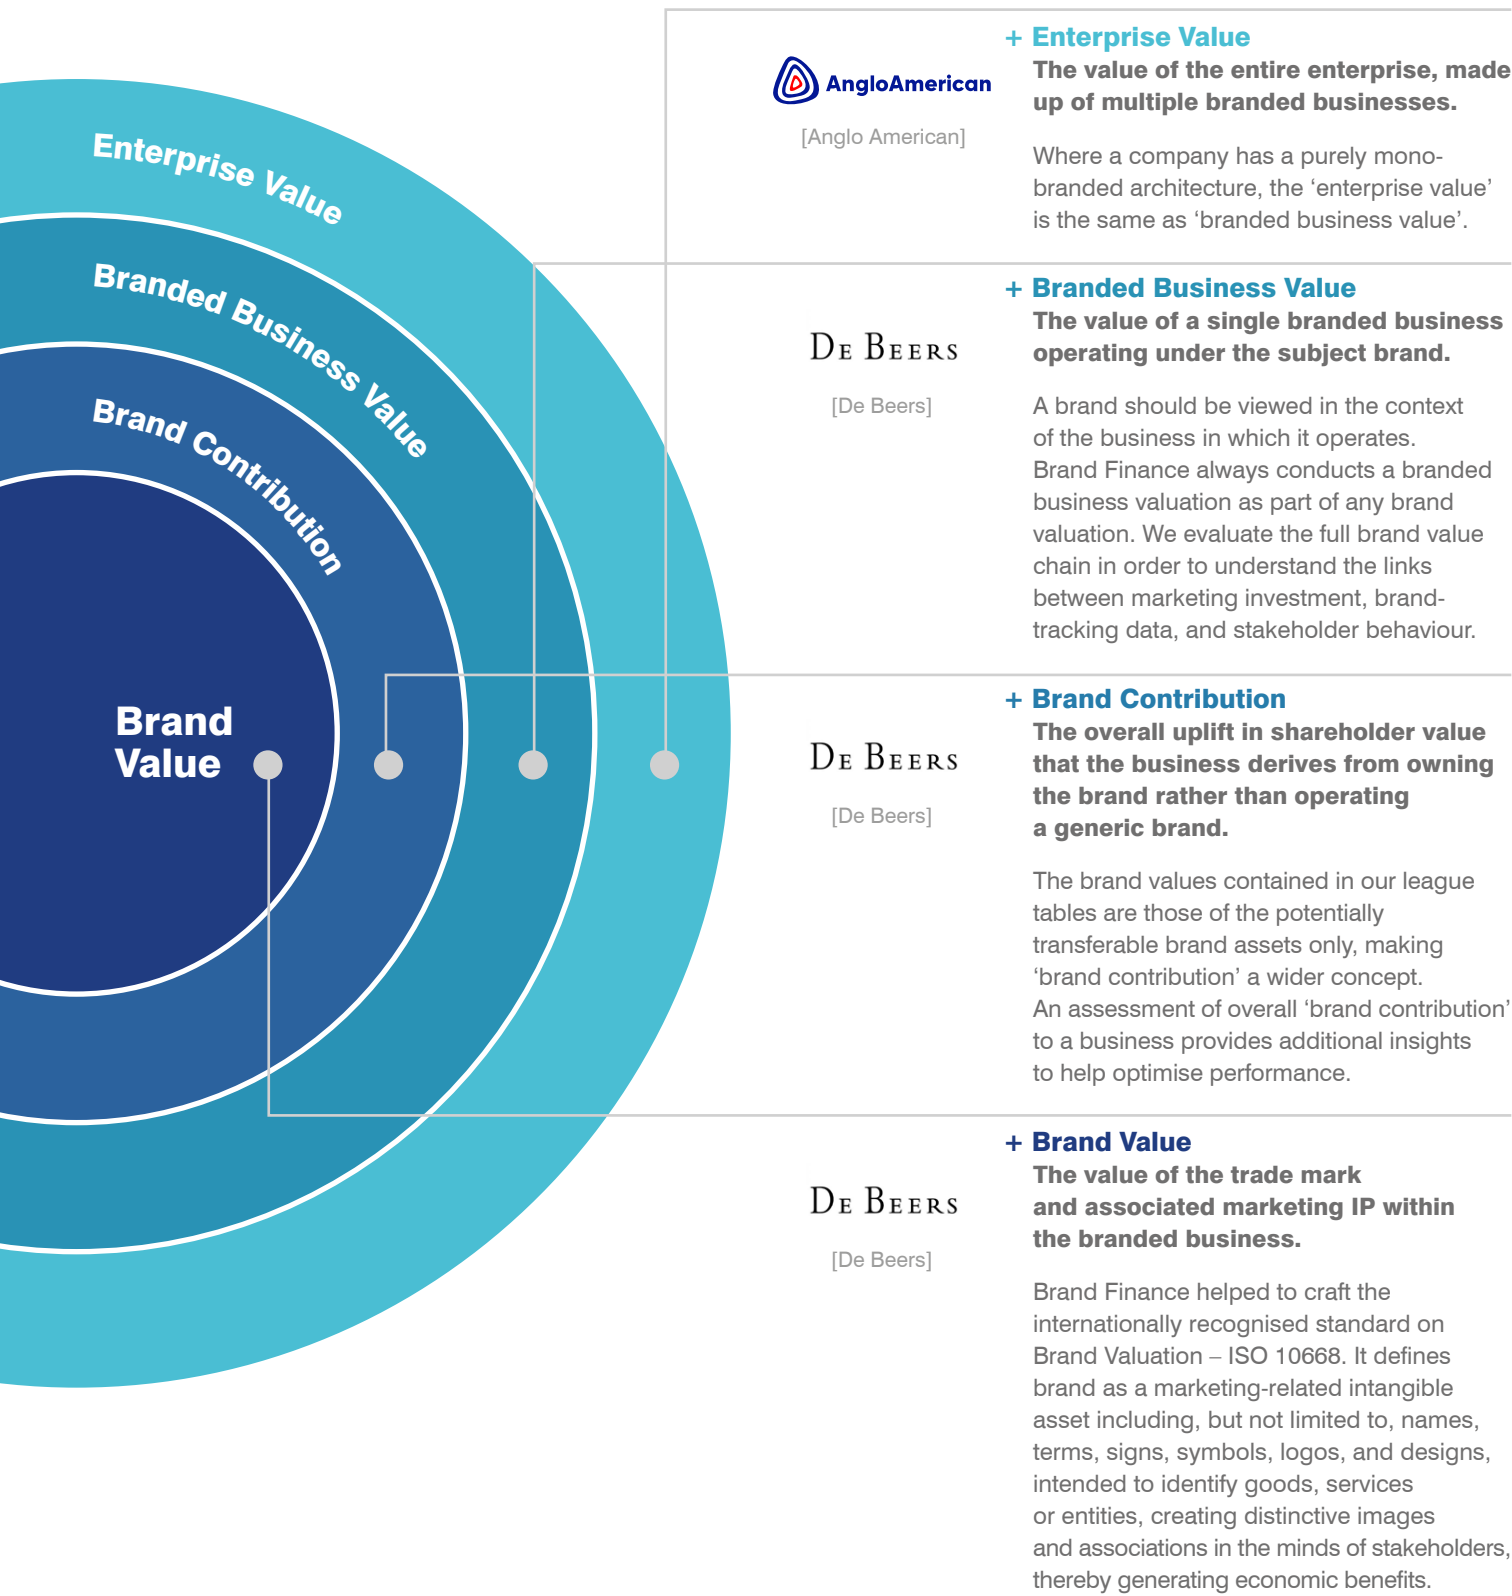 Enterprise Value
Branded Business Value
Brand Contribution
Brand
Value
AngloAmerican
[Anglo American]
+ Enterprise Value
The value of the entire enterprise, made
up of multiple branded businesses.
Where a company has a purely mono-
branded architecture, the ‘enterprise value’
is the same as ‘branded business value’.
DE BEERS
[De Beers]
+ Branded Business Value
The value of a single branded business
operating under the subject brand.
A brand should be viewed in the context
of the business in which it operates.
Brand Finance always conducts a branded
business valuation as part of any brand
valuation. We evaluate the full brand value
chain in order to understand the links
between marketing investment, brand-
tracking data, and stakeholder behaviour.
DE BEERS
[De Beers]
+ Brand Contribution
The overall uplift in shareholder value
that the business derives from owning
the brand rather than operating
a generic brand.
The brand values contained in our league
tables are those of the potentially
transferable brand assets only, making
‘brand contribution’ a wider concept.
An assessment of overall ‘brand contribution’
to a business provides additional insights
to help optimise performance.
DE BEERS
[De Beers]
+ Brand Value
The value of the trade mark
and associated marketing IP within
the branded business.
Brand Finance helped to craft the
internationally recognised standard on
Brand Valuation – ISO 10668. It defines
brand as a marketing-related intangible
asset including, but not limited to, names,
terms, signs, symbols, logos, and designs,
intended to identify goods, services
or entities, creating distinctive images
and associations in the minds of stakeholders,
thereby generating economic benefits.